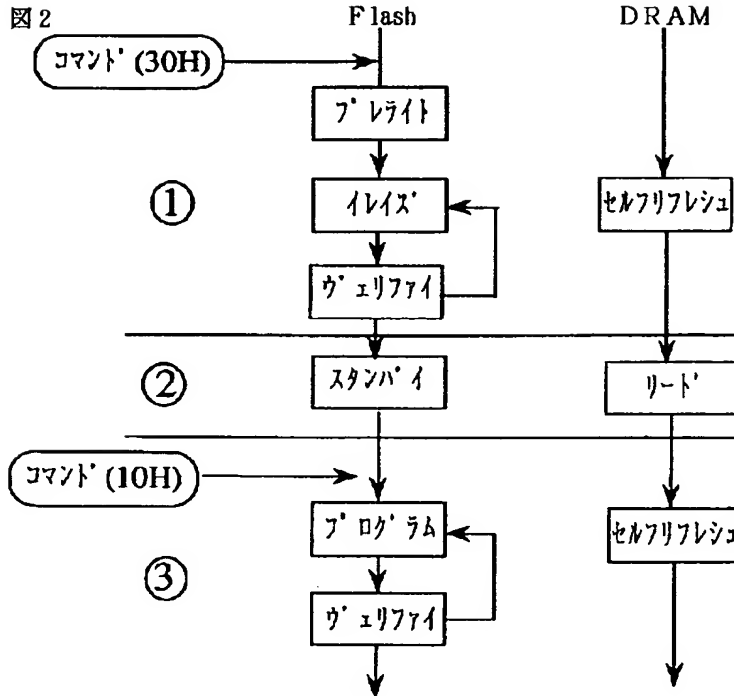 図2
Flash
DRAM
コマンド(30H)
プレライト
①
イレイズ
セルフリフレシュ
ヴェリファイ
②
スタンバイ
リード
コマンド(10H)
プログラム
セルフリフレシュ
③
ヴェリファイ